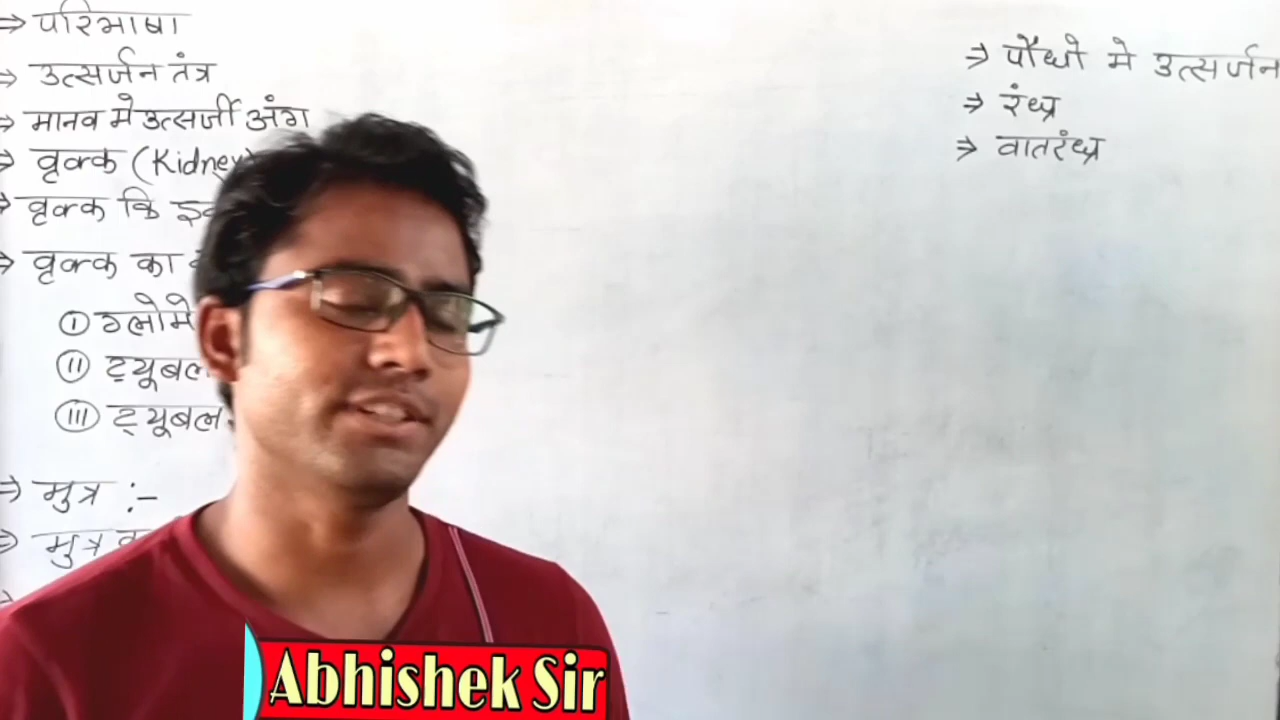 ⇒ परिभाषा
⇒ उत्सर्जन तंत्र
⇒ मानव मे उत्सर्जी अंग
⇒ वृक्क (Kidney)
⇒ वृक्क कि
⇒ वृक्क का
Ⓘ ग्लोमे
ⓘⓘ ट्यूबल
ⓘⓘⓘ ट्यूबल
⇒ मुत्र :-
⇒ मुत्र
⇒ पौधो मे उत्सर्जन
⇒ रंध्र
⇒ वातरंध्र
Abhishek Sir